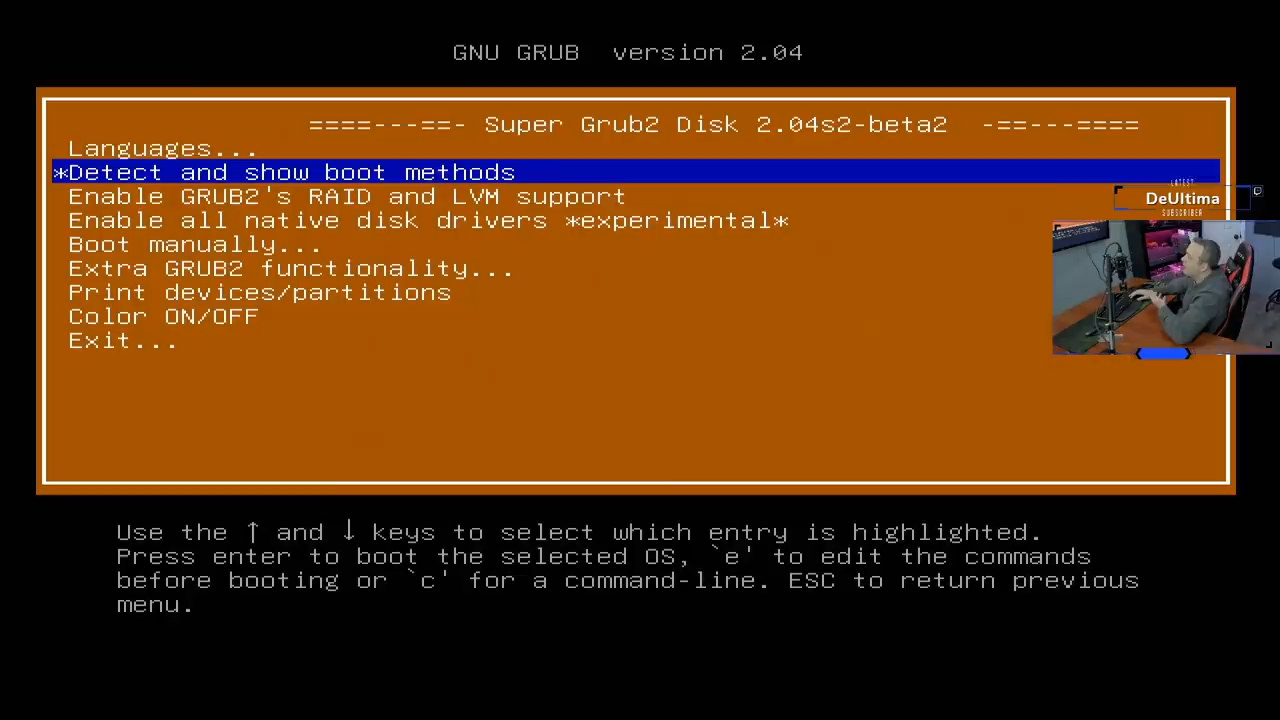 GNU GRUB  version 2.04
====---==- Super Grub2 Disk 2.04s2-beta2  -==---====
Languages...
*Detect and show boot methods
Enable GRUB2's RAID and LVM support
Enable all native disk drivers *experimental*
Boot manually...
Extra GRUB2 functionality...
Print devices/partitions
Color ON/OFF
Exit...
LATEST
DeUltima
SUBSCRIBER
Use the ↑ and ↓ keys to select which entry is highlighted.
Press enter to boot the selected OS, `e' to edit the commands
before booting or `c' for a command-line. ESC to return previous
menu.